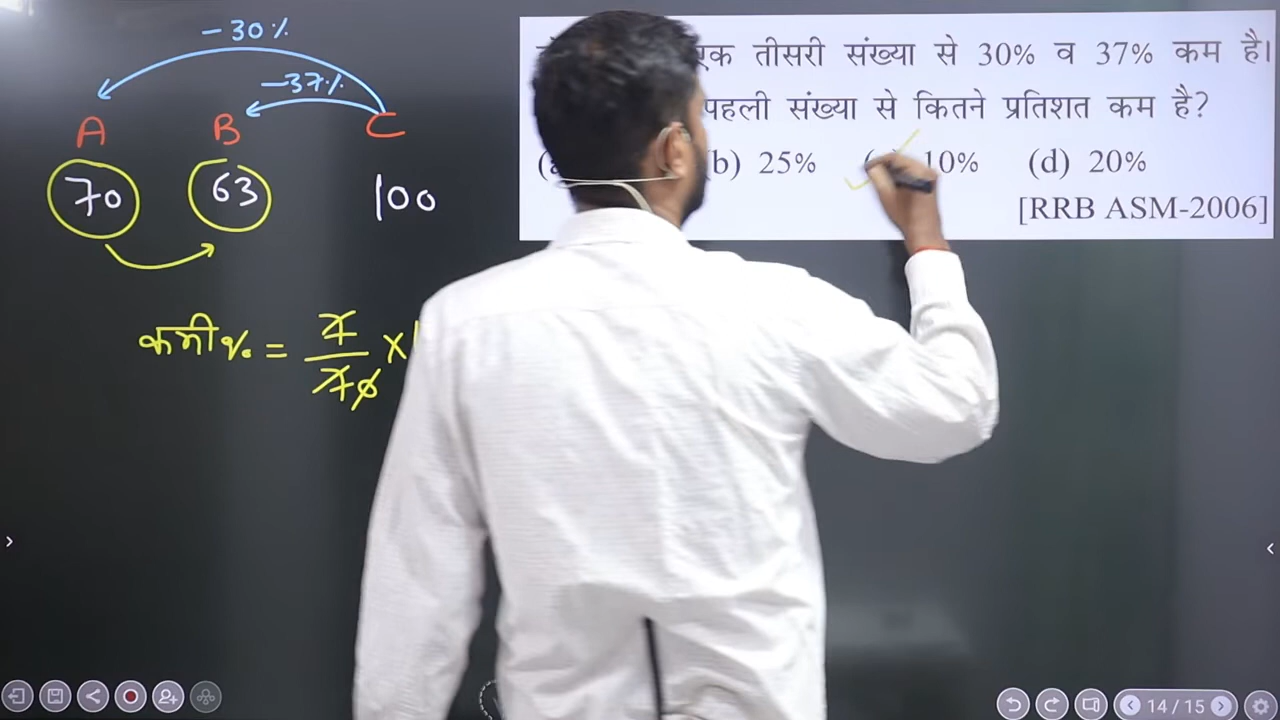 -30%
-37%
A B C
70 63 100
कमी% = 7/70 ×
एक तीसरी संख्या से 30% व 37% कम है।
पहली संख्या से कितने प्रतिशत कम है?
b) 25% 10% (d) 20%
[RRB ASM-2006]
14 / 15